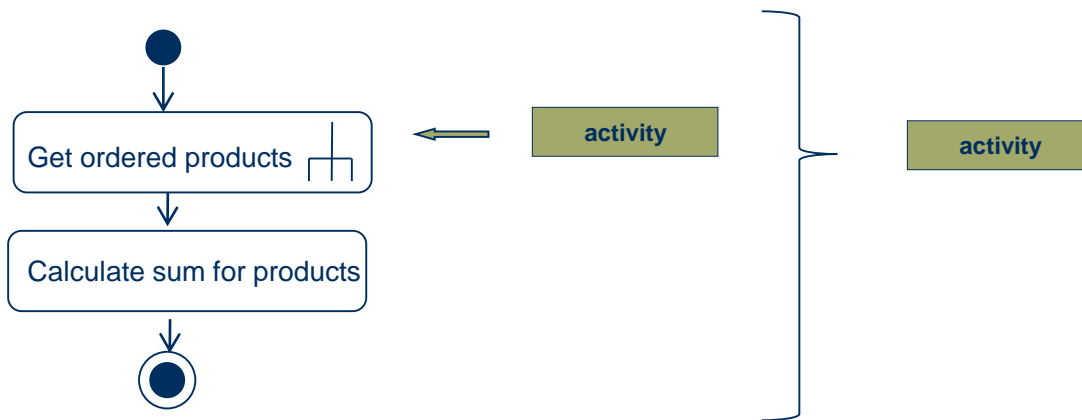 activity
Get ordered products
activity
Calculate sum for products